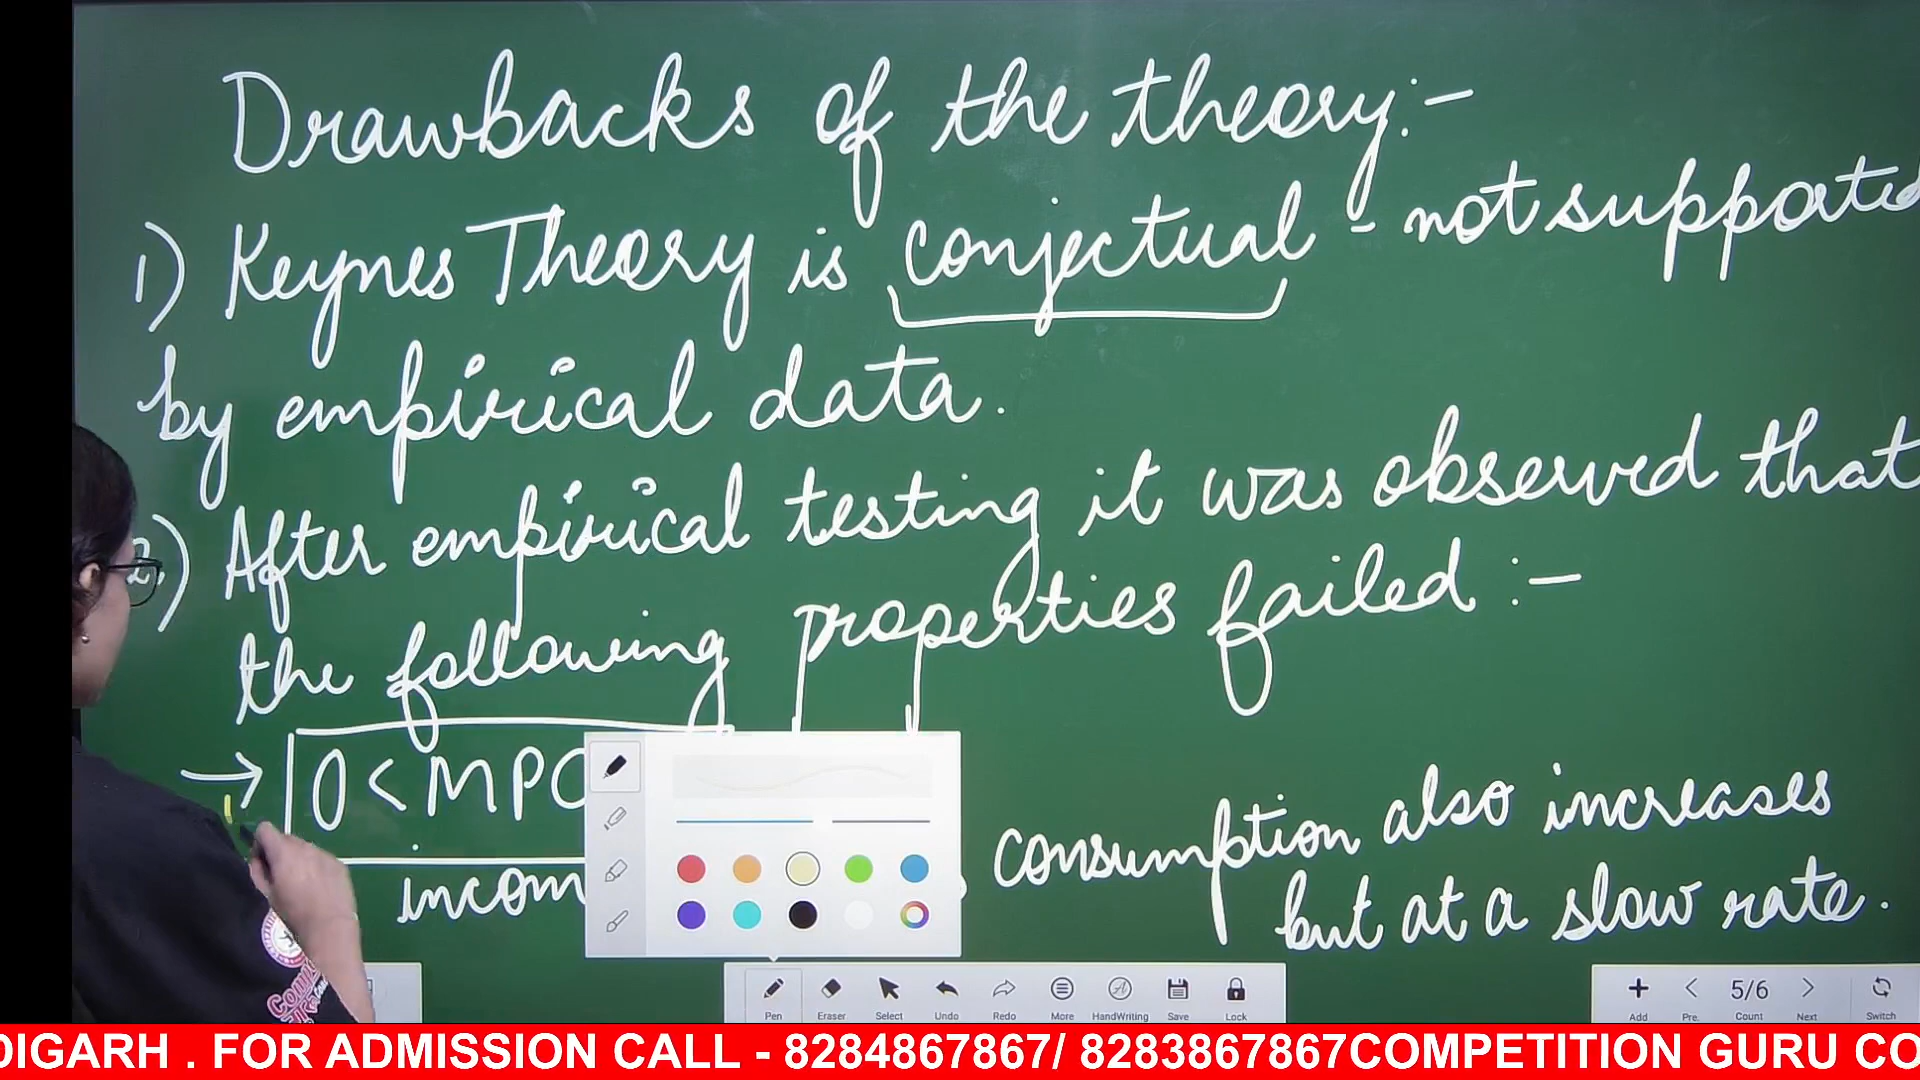 Drawbacks of the theory:-
1) Keynes Theory is conjectual - not supported
by empirical data.
2.) After empirical testing it was observed that
the following properties failed :-
→ 0 < MPC
incom consumption also increases
but at a slow rate.
Pen Eraser Select Undo Redo More HandWriting Save Lock
Add Pre. 5/6 Count Next Switch
DIGARH . FOR ADMISSION CALL - 8284867867/ 8283867867COMPETITION GURU CO